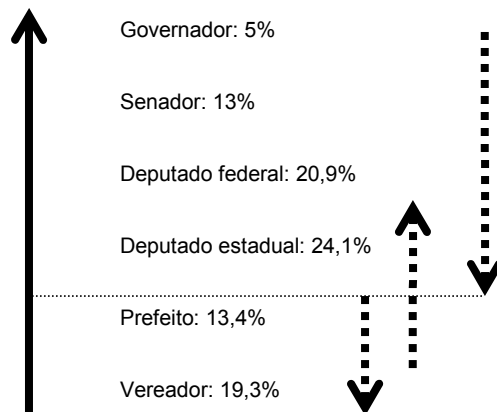 Governador: 5%
Senador: 13%
Deputado federal: 20,9%
Deputado estadual: 24,1%
Prefeito: 13,4%
Vereador: 19,3%